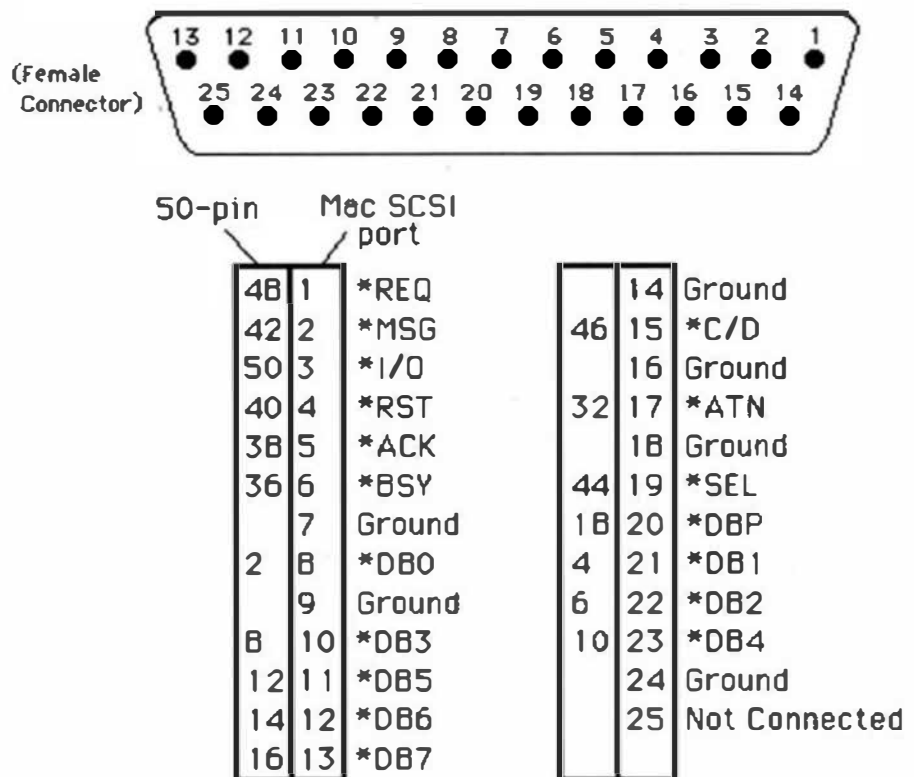 13 12 11 10 9 8 7 6 5 4 3 2 1
(Female
Connector)
25 24 23 22 21 20 19 18 17 16 15 14
50-pin
Mac SCSI
port
48 1 *REQ
42 2 *MSG
50 3 *I/O
40 4 *RST
38 5 *ACK
36 6 *BSY
7 Ground
2 8 *DB0
9 Ground
8 10 *DB3
12 11 *DB5
14 12 *DB6
16 13 *DB7
14 Ground
46 15 *C/D
16 Ground
32 17 *ATN
18 Ground
44 19 *SEL
18 20 *DBP
4 21 *DB1
6 22 *DB2
10 23 *DB4
24 Ground
25 Not Connected